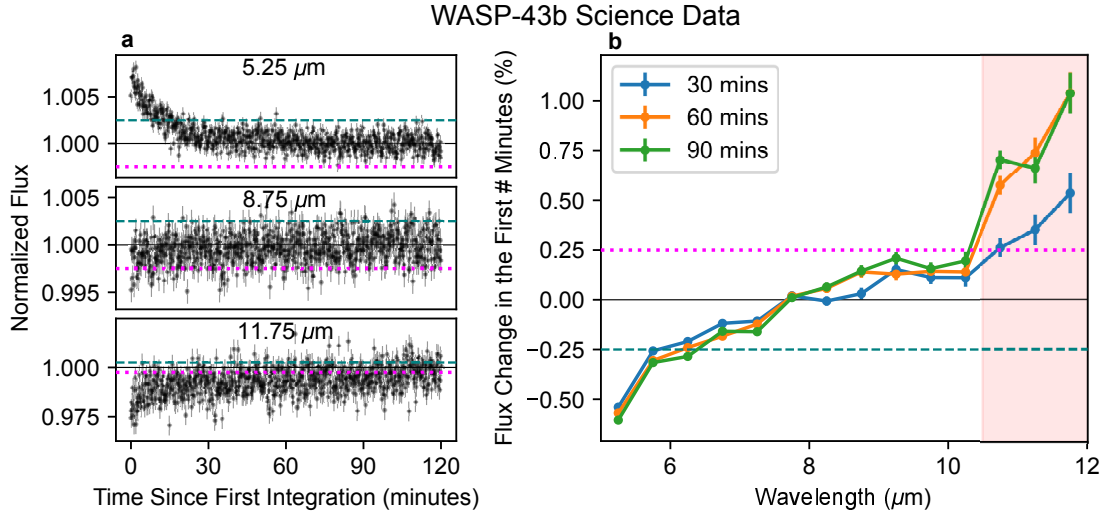 WASP-43b Science Data
a
5.25 μm
1.005
1.000
8.75 μm
1.005
1.000
0.995
11.75 μm
1.000
0.975
0
30
60
90
120
Time Since First Integration (minutes)
Normalized Flux
b
30 mins
60 mins
90 mins
1.00
0.75
0.50
0.25
0.00
−0.25
−0.50
6
8
10
12
Wavelength (μm)
Flux Change in the First # Minutes (%)